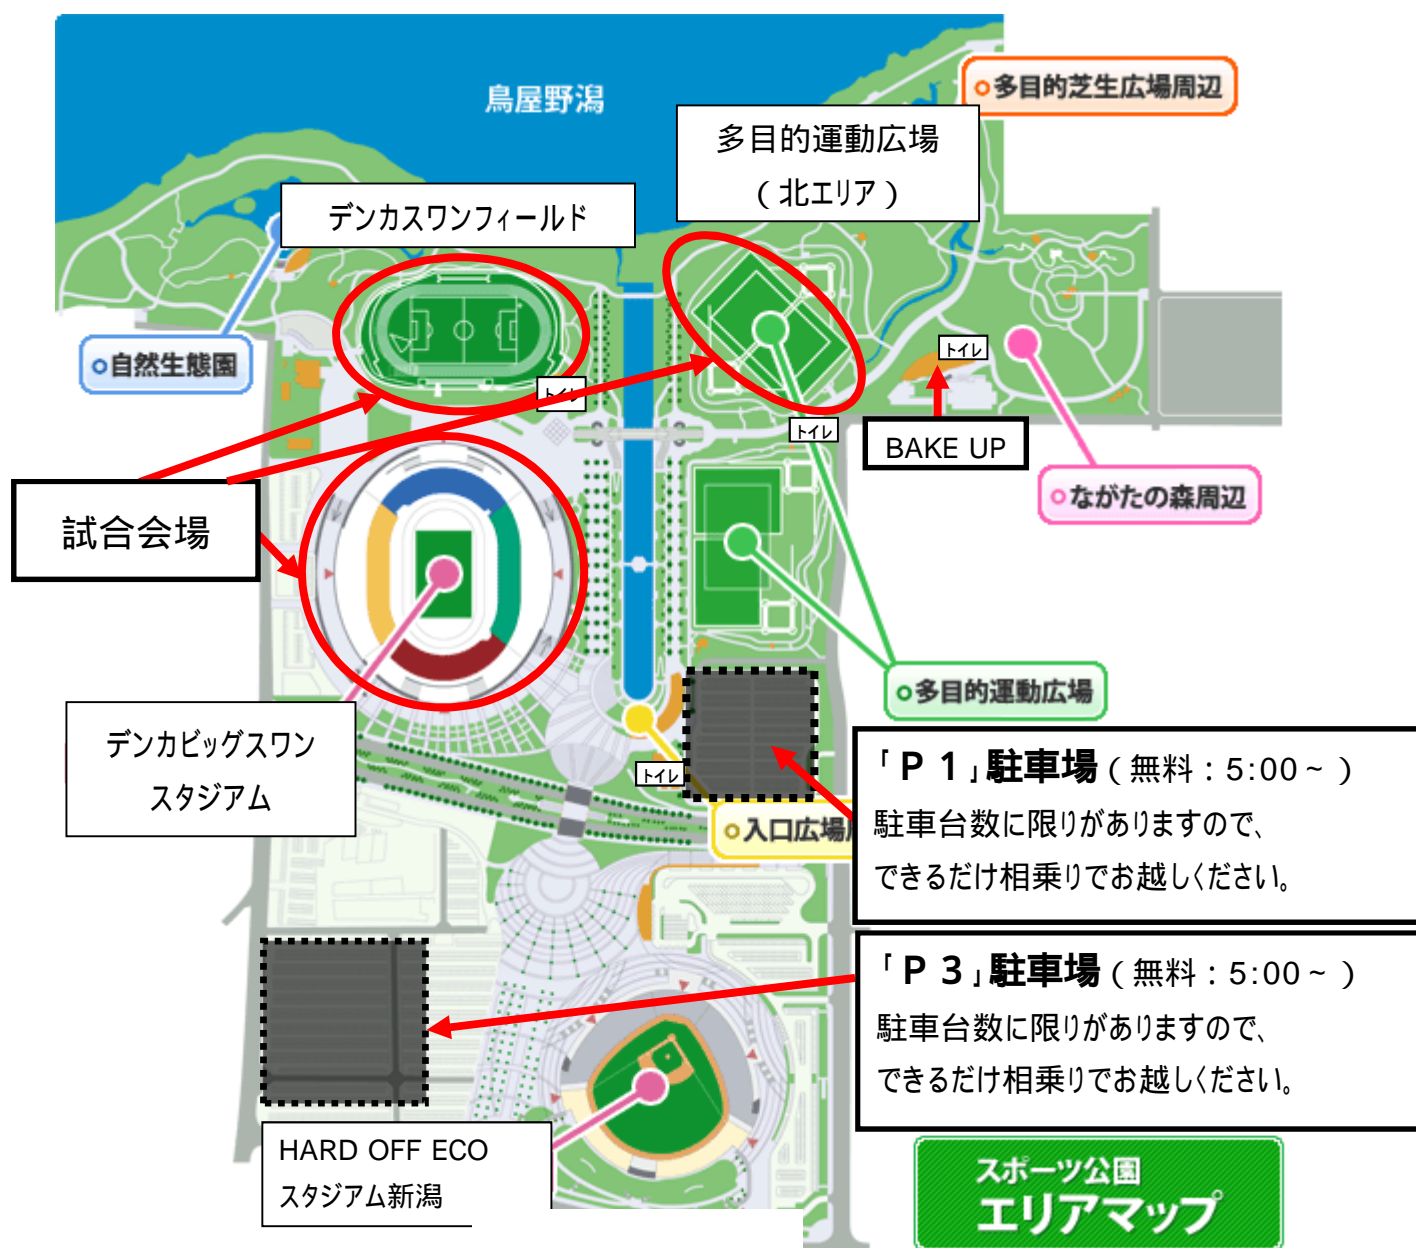 鳥屋野潟
多目的芝生広場周辺
多目的運動広場
(北エリア)
デンカスワンフィールド
自然生態園
トイレ
トイレ
トイレ
BAKE UP
ながたの森周辺
試合会場
多目的運動広場
デンカビッグスワン
スタジアム
トイレ
入口広場
「P1」駐車場(無料:5:00~)
駐車台数に限りがありますので、
できるだけ相乗りでお越しください。
「P3」駐車場(無料:5:00~)
駐車台数に限りがありますので、
できるだけ相乗りでお越しください。
HARD OFF ECO
スタジアム新潟
スポーツ公園
エリアマップ